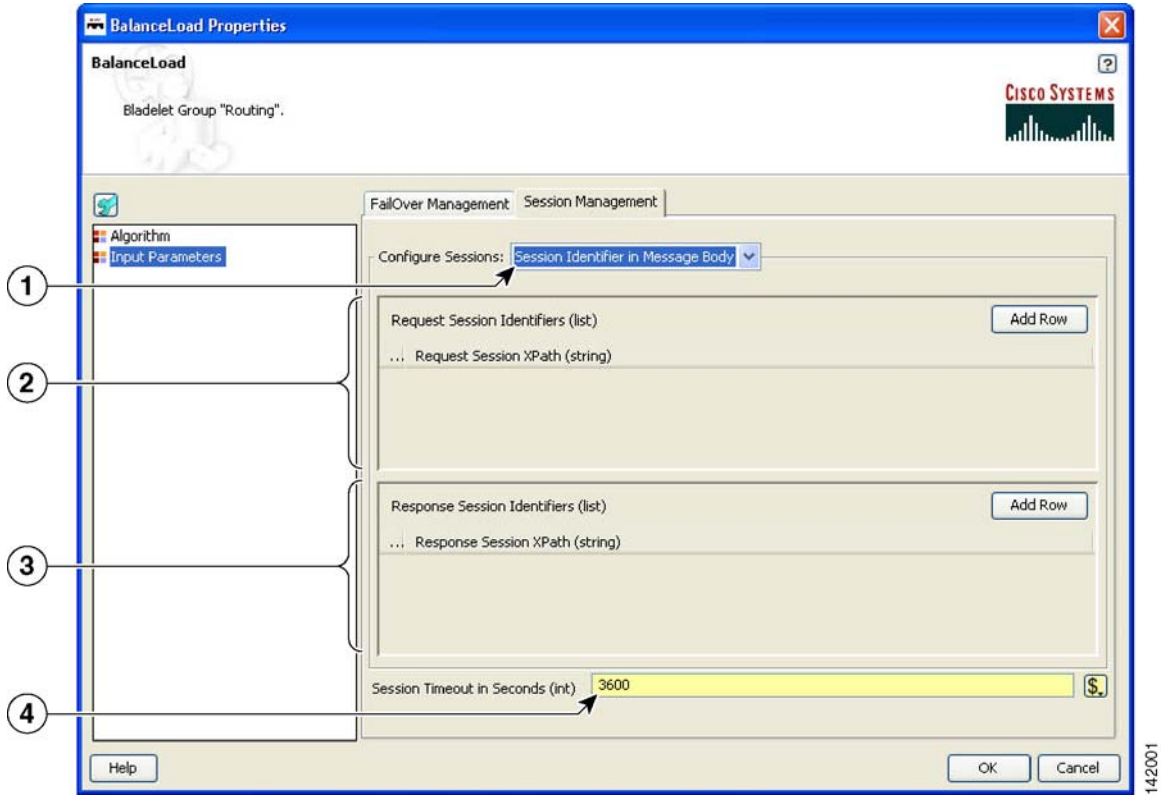 BalanceLoad Properties
BalanceLoad
?
Bladelet Group "Routing".
CISCO SYSTEMS
FailOver Management
Session Management
Algorithm
Input Parameters
Configure Sessions: Session Identifier in Message Body
1
Request Session Identifiers (list)
Add Row
... Request Session XPath (string)
2
Response Session Identifiers (list)
Add Row
... Response Session XPath (string)
3
Session Timeout in Seconds (int) 3600
$
4
Help
OK
Cancel
142001